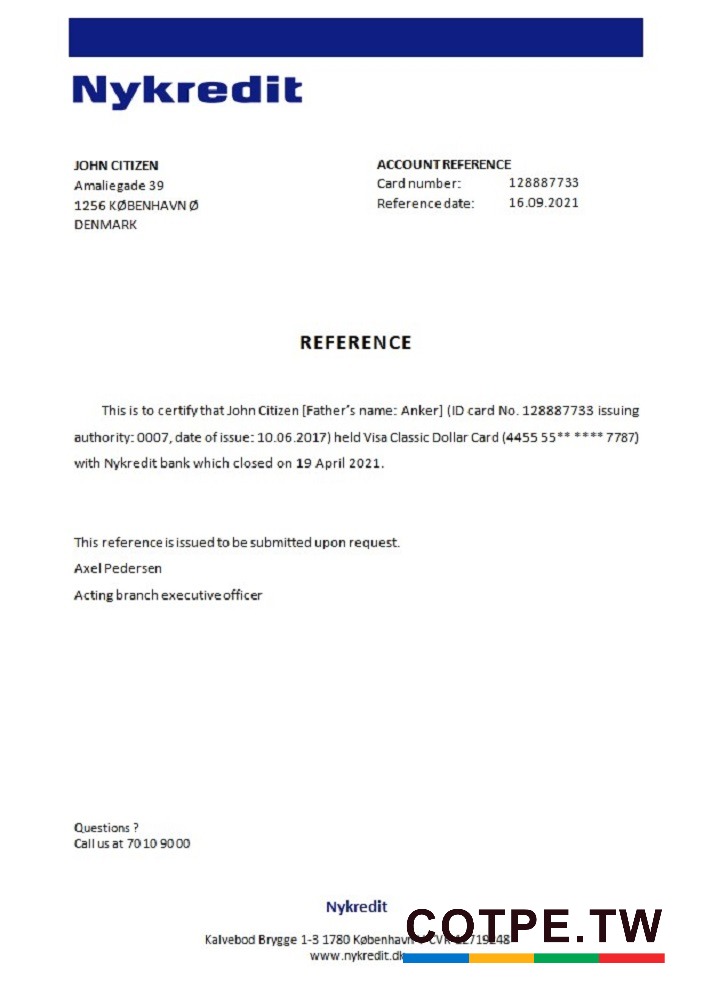 Nykredit
JOHN CITIZEN
Amaliegade 39
1256 KØBENHAVN Ø
DENMARK
ACCOUNT REFERENCE
Card number: 128887733
Reference date: 16.09.2021
REFERENCE
This is to certify that John Citizen [Father's name: Anker] (ID card No. 128887733 issuing
authority: 0007, date of issue: 10.06.2017) held Visa Classic Dollar Card (4455 55** **** 7787)
with Nykredit bank which closed on 19 April 2021.
This reference is issued to be submitted upon request.
Axel Pedersen
Acting branch executive officer
Questions ?
Call us at 70 10 90 00
Nykredit
Kalvebod Brygge 1-3 1780 København V CVR
www.nykredit.dk
COTPE.TW